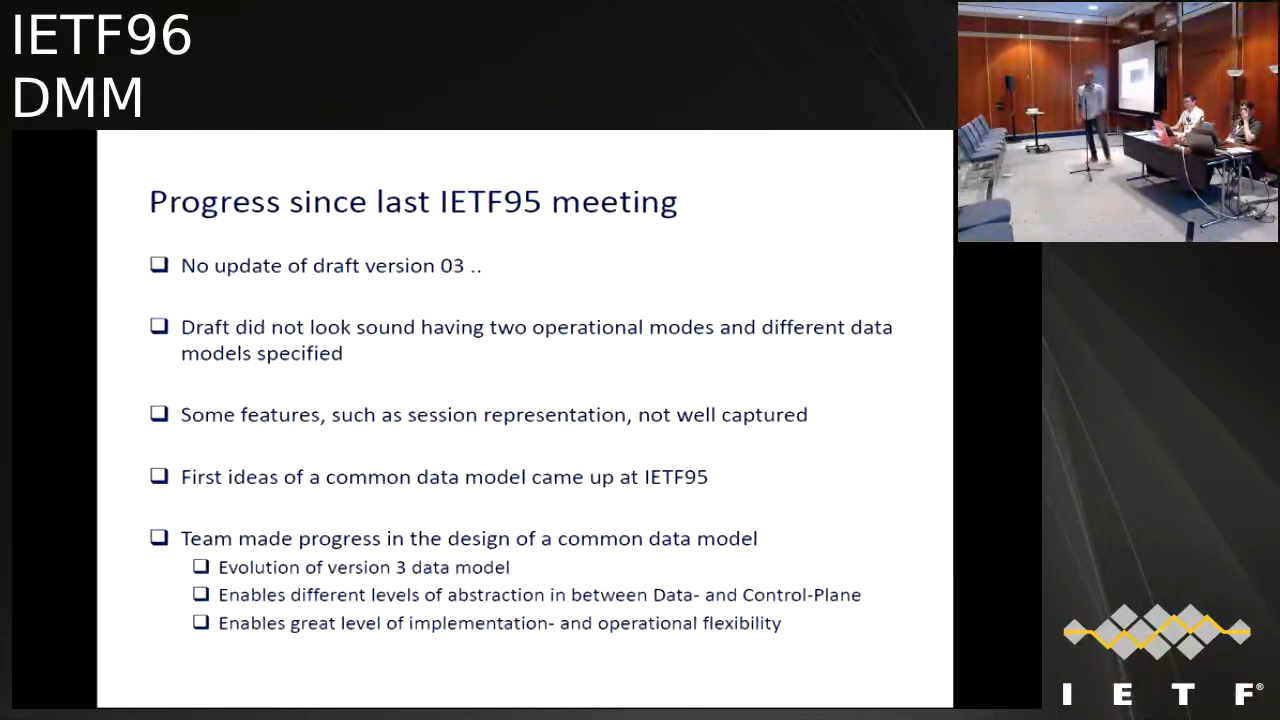 IETF96
DMM
Progress since last IETF95 meeting
No update of draft version 03 ..
Draft did not look sound having two operational modes and different data
models specified
Some features, such as session representation, not well captured
First ideas of a common data model came up at IETF95
Team made progress in the design of a common data model
Evolution of version 3 data model
Enables different levels of abstraction in between Data- and Control-Plane
Enables great level of implementation- and operational flexibility
I E T F®